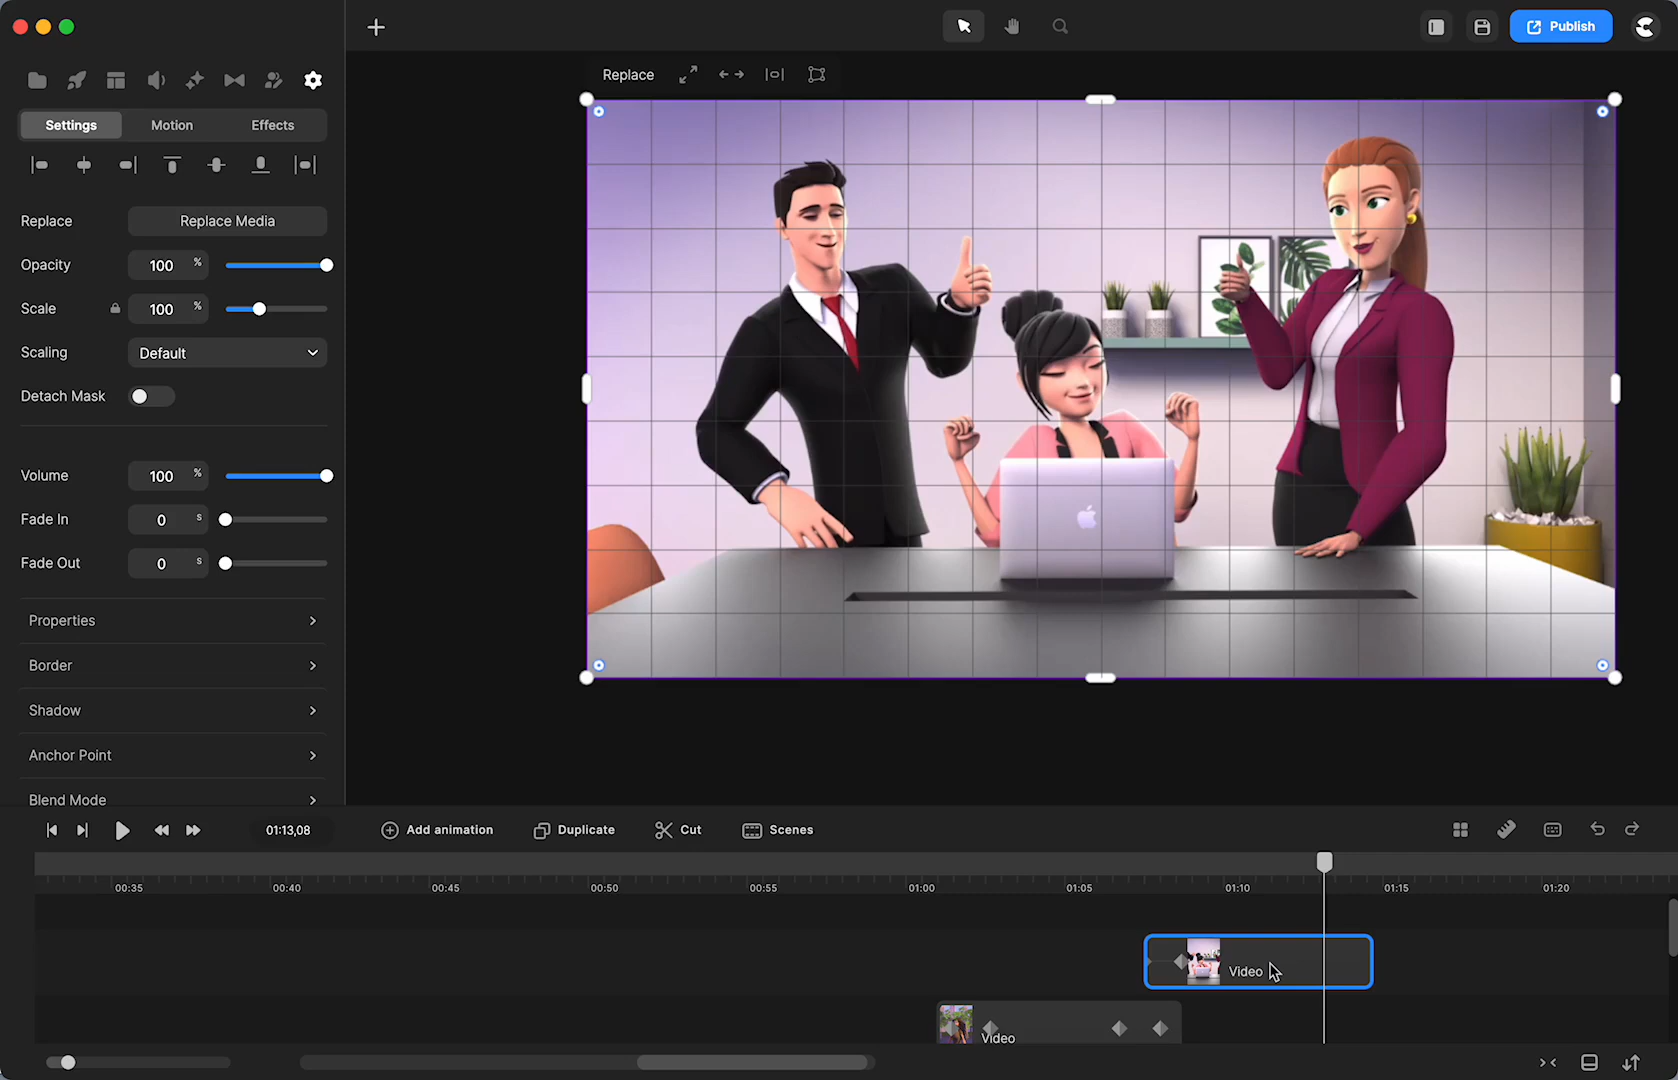 Publish
Replace
Settings Motion Effects
Replace Replace Media
Opacity 100 %
Scale 100 %
Scaling Default
Detach Mask
Volume 100 %
Fade In 0 s
Fade Out 0 s
Properties
Border
Shadow
Anchor Point
Blend Mode
01:13,08 Add animation Duplicate Cut Scenes
00:35 00:40 00:45 00:50 00:55 01:00 01:05 01:10 01:15 01:20
Video
Video